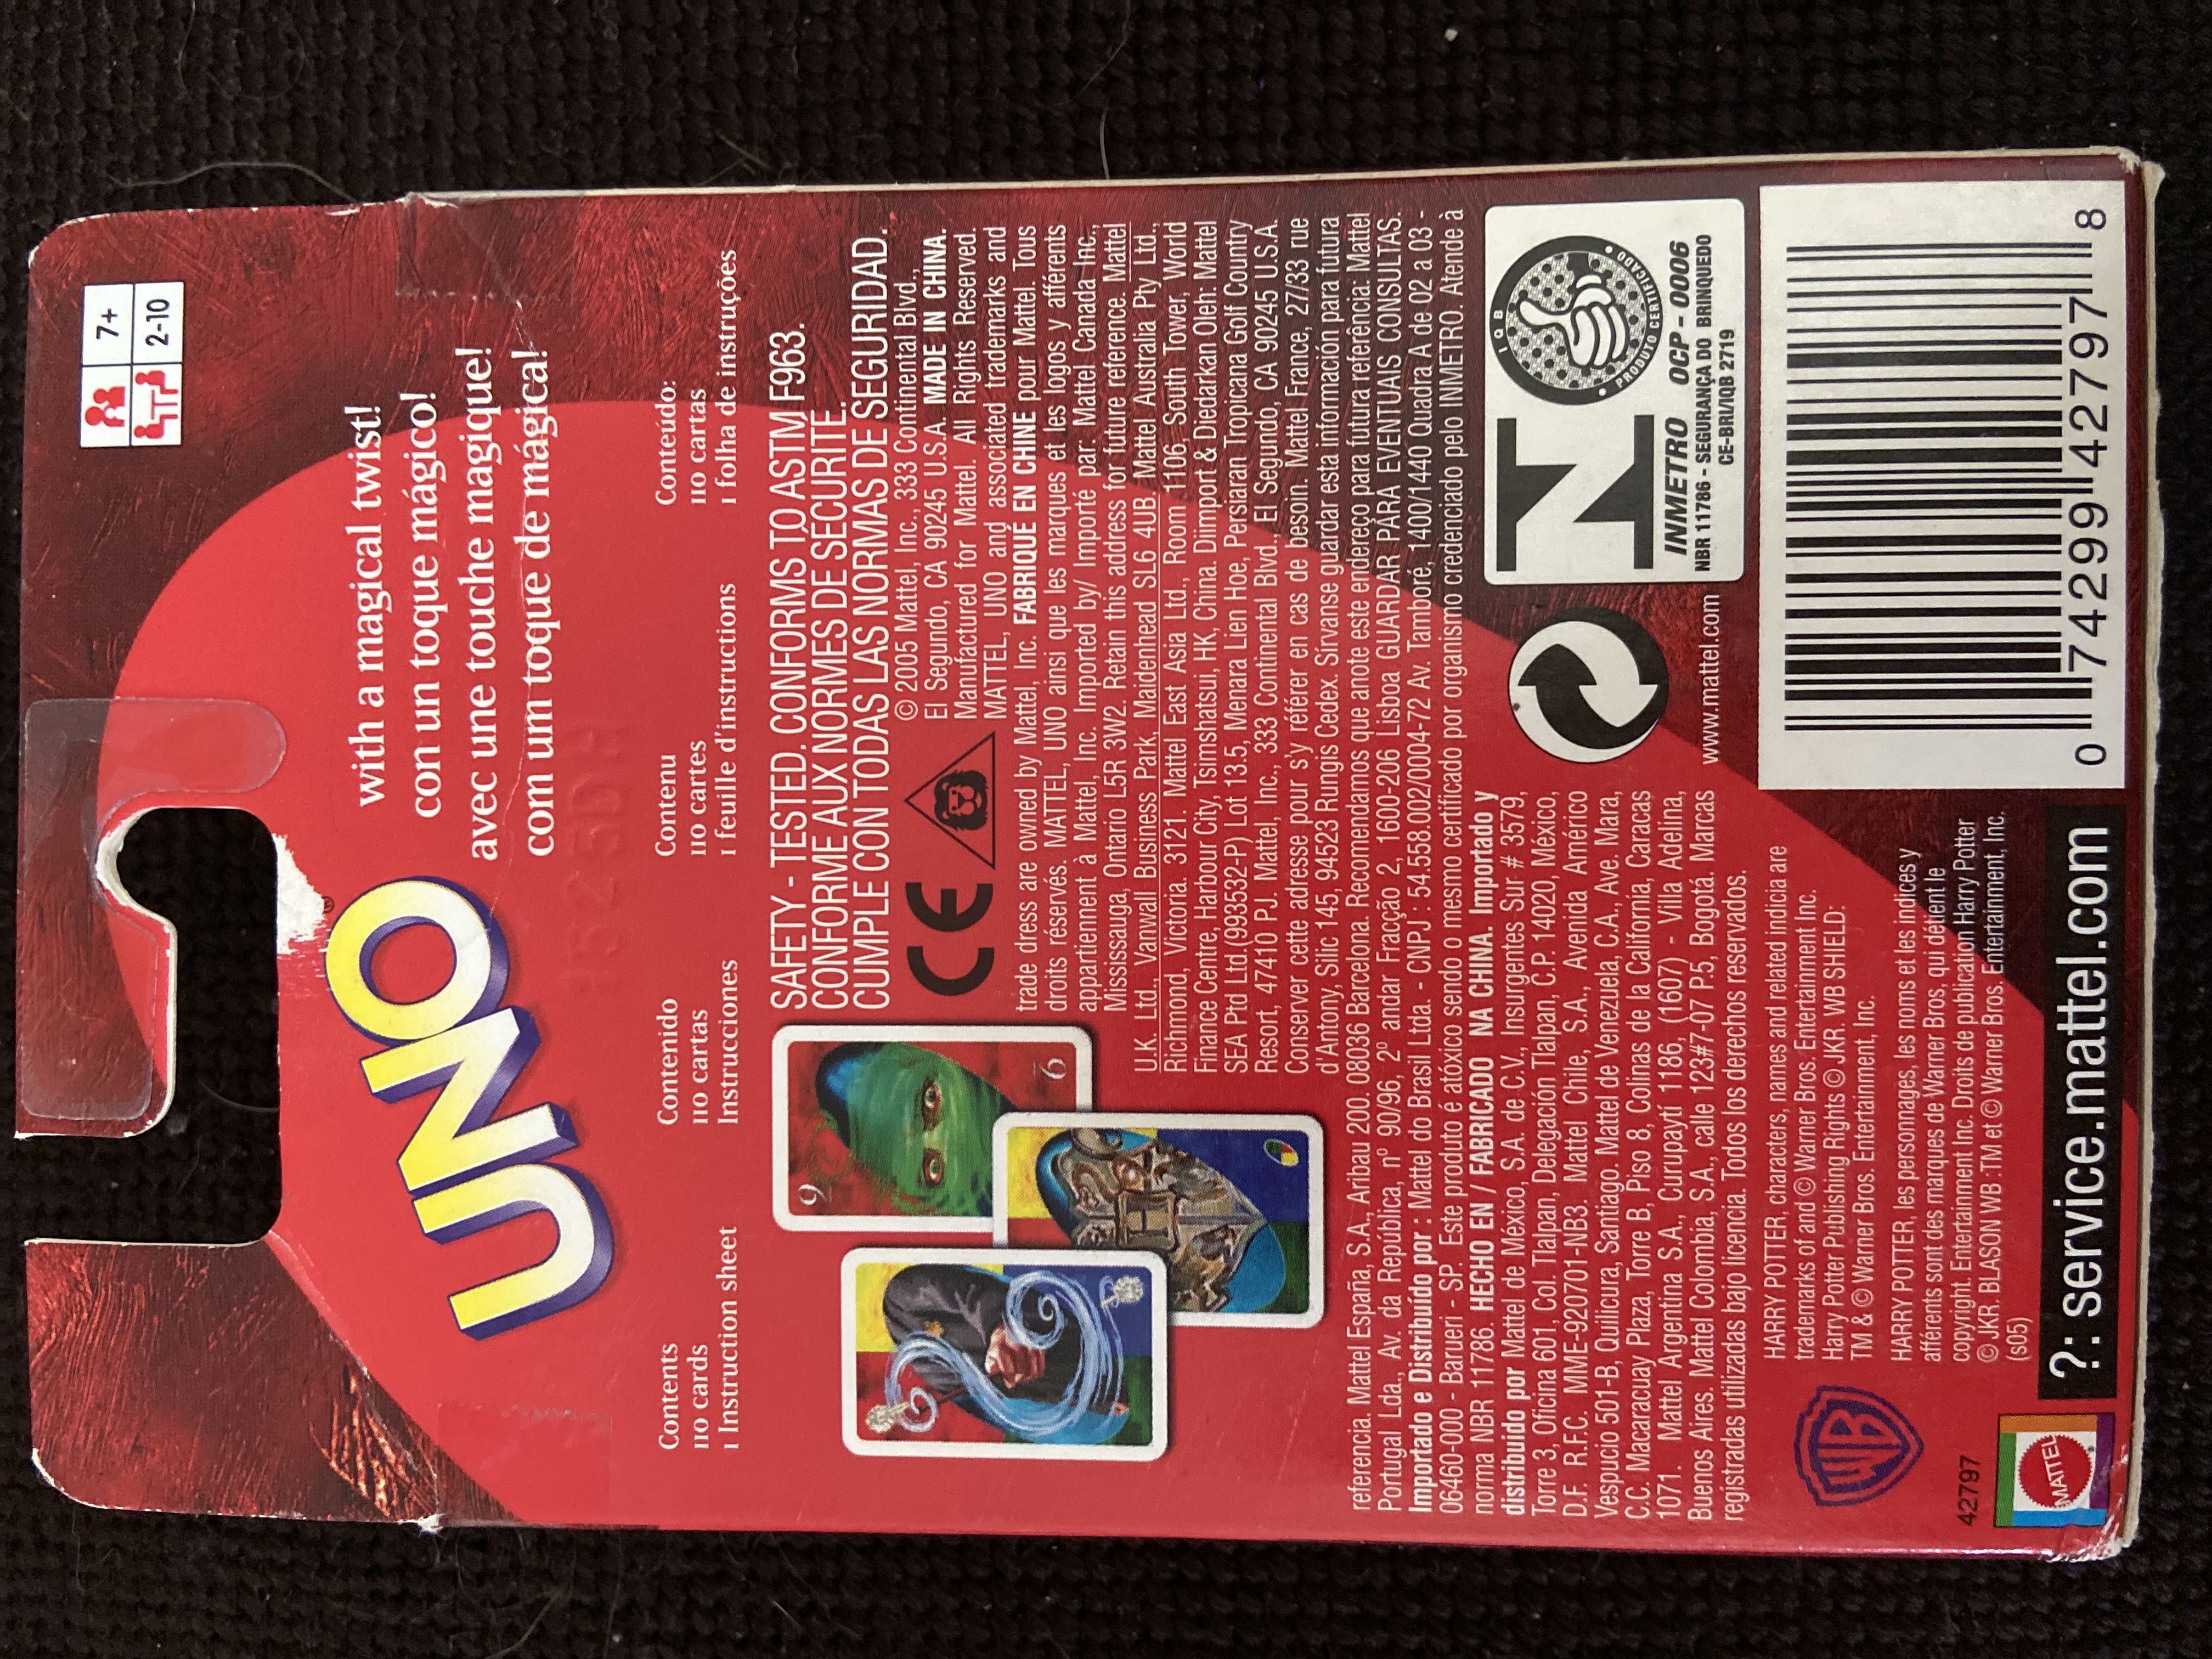 7+
2-10
UNO®
with a magical twist!
con un toque mágico!
avec une touche magique!
com um toque de mágica!
Contents
110 cards
1 Instruction sheet
Contenido
110 cartas
Instrucciones
Contenu
110 cartes
1 feuille d'instructions
Conteúdo:
110 cartas
1 folha de instruções
9
9
SAFETY - TESTED. CONFORMS TO ASTM F963.
CONFORME AUX NORMES DE SECURITE.
CUMPLE CON TODAS LAS NORMAS DE SEGURIDAD.
CE
© 2005 Mattel, Inc., 333 Continental Blvd.,
El Segundo, CA 90245 U.S.A. MADE IN CHINA.
Manufactured for Mattel. All Rights Reserved.
MATTEL, UNO and associated trademarks and
trade dress are owned by Mattel, Inc. FABRIQUÉ EN CHINE pour Mattel. Tous
droits réservés. MATTEL, UNO ainsi que les marques et les logos y afférents
appartiennent à Mattel, Inc. Imported by/ Importé par: Mattel Canada Inc.,
Mississauga, Ontario L5R 3W2. Retain this address for future reference. Mattel
U.K. Ltd. Vanwall Business Park, Maidenhead SL6 4UB. Mattel Australia Pty Ltd.,
Richmond, Victoria. 3121. Mattel East Asia Ltd., Room 1106, South Tower, World
Finance Centre, Harbour City, Tsimshatsui, HK, China. Diimport & Diedarkan Oleh: Mattel
SEA Ptd Ltd.(993532-P) Lot 13.5, Menara Lien Hoe, Persiaran Tropicana Golf Country
Resort, 47410 PJ. Mattel, Inc., 333 Continental Blvd., El Segundo, CA 90245 U.S.A.
Conserver cette adresse pour s'y référer en cas de besoin. Mattel France, 27/33 rue
d'Antony, Silic 145, 94523 Rungis Cedex. Sírvanse guardar esta información para futura
referencia. Mattel España, S.A., Aribau 200. 08036 Barcelona. Recomendamos que anote este endereço para futura referência: Mattel
Portugal Lda., Av. da República, nº 90/96, 2º andar Fracção 2, 1600-206 Lisboa GUARDAR PARA EVENTUAIS CONSULTAS.
Importado e Distribuído por : Mattel do Brasil Ltda. - CNPJ : 54.558.002/0004-72 Av. Tamboré, 1400/1440 Quadra A de 02 a 03 -
06460-000 - Barueri - SP. Este produto é atóxico sendo o mesmo certificado por organismo credenciado pelo INMETRO. Atende à
norma NBR 11786. HECHO EN / FABRICADO NA CHINA. Importado y
distribuido por Mattel de México, S.A. de C.V., Insurgentes Sur # 3579,
Torre 3, Oficina 601, Col. Tlalpan, Delegación Tlalpan, C.P. 14020, México,
D.F. R.F.C. MME-920701-NB3. Mattel Chile, S.A., Avenida Américo
Vespucio 501-B, Quilicura, Santiago. Mattel de Venezuela, C.A., Ave. Mara,
C.C. Macaracuay Plaza, Torre B, Piso 8, Colinas de la California, Caracas
1071. Mattel Argentina S.A., Curupaytí 1186, (1607) - Villa Adelina,
Buenos Aires. Mattel Colombia, S.A., calle 123#7-07 P.5, Bogotá. Marcas
registradas utilizadas bajo licencia. Todos los derechos reservados.
IQB
PRODUTO CERTIFICADO
INMETRO OCP - 0006
NBR 11786 - SEGURANÇA DO BRINQUEDO
CE-BRI/IQB 2719
www.mattel.com
WB
HARRY POTTER, characters, names and related indicia are
trademarks of and © Warner Bros. Entertainment Inc.
Harry Potter Publishing Rights © JKR. WB SHIELD:
TM & © Warner Bros. Entertainment, Inc.
HARRY POTTER, les personnages, les noms et les indices y
afférents sont des marques de Warner Bros, qui détient le
copyright. Entertainment Inc. Droits de publication Harry Potter
© JKR. BLASON WB : TM et © Warner Bros. Entertainment, Inc.
(s05)
42797
MATTEL
?: service.mattel.com
0 74299 42797 8